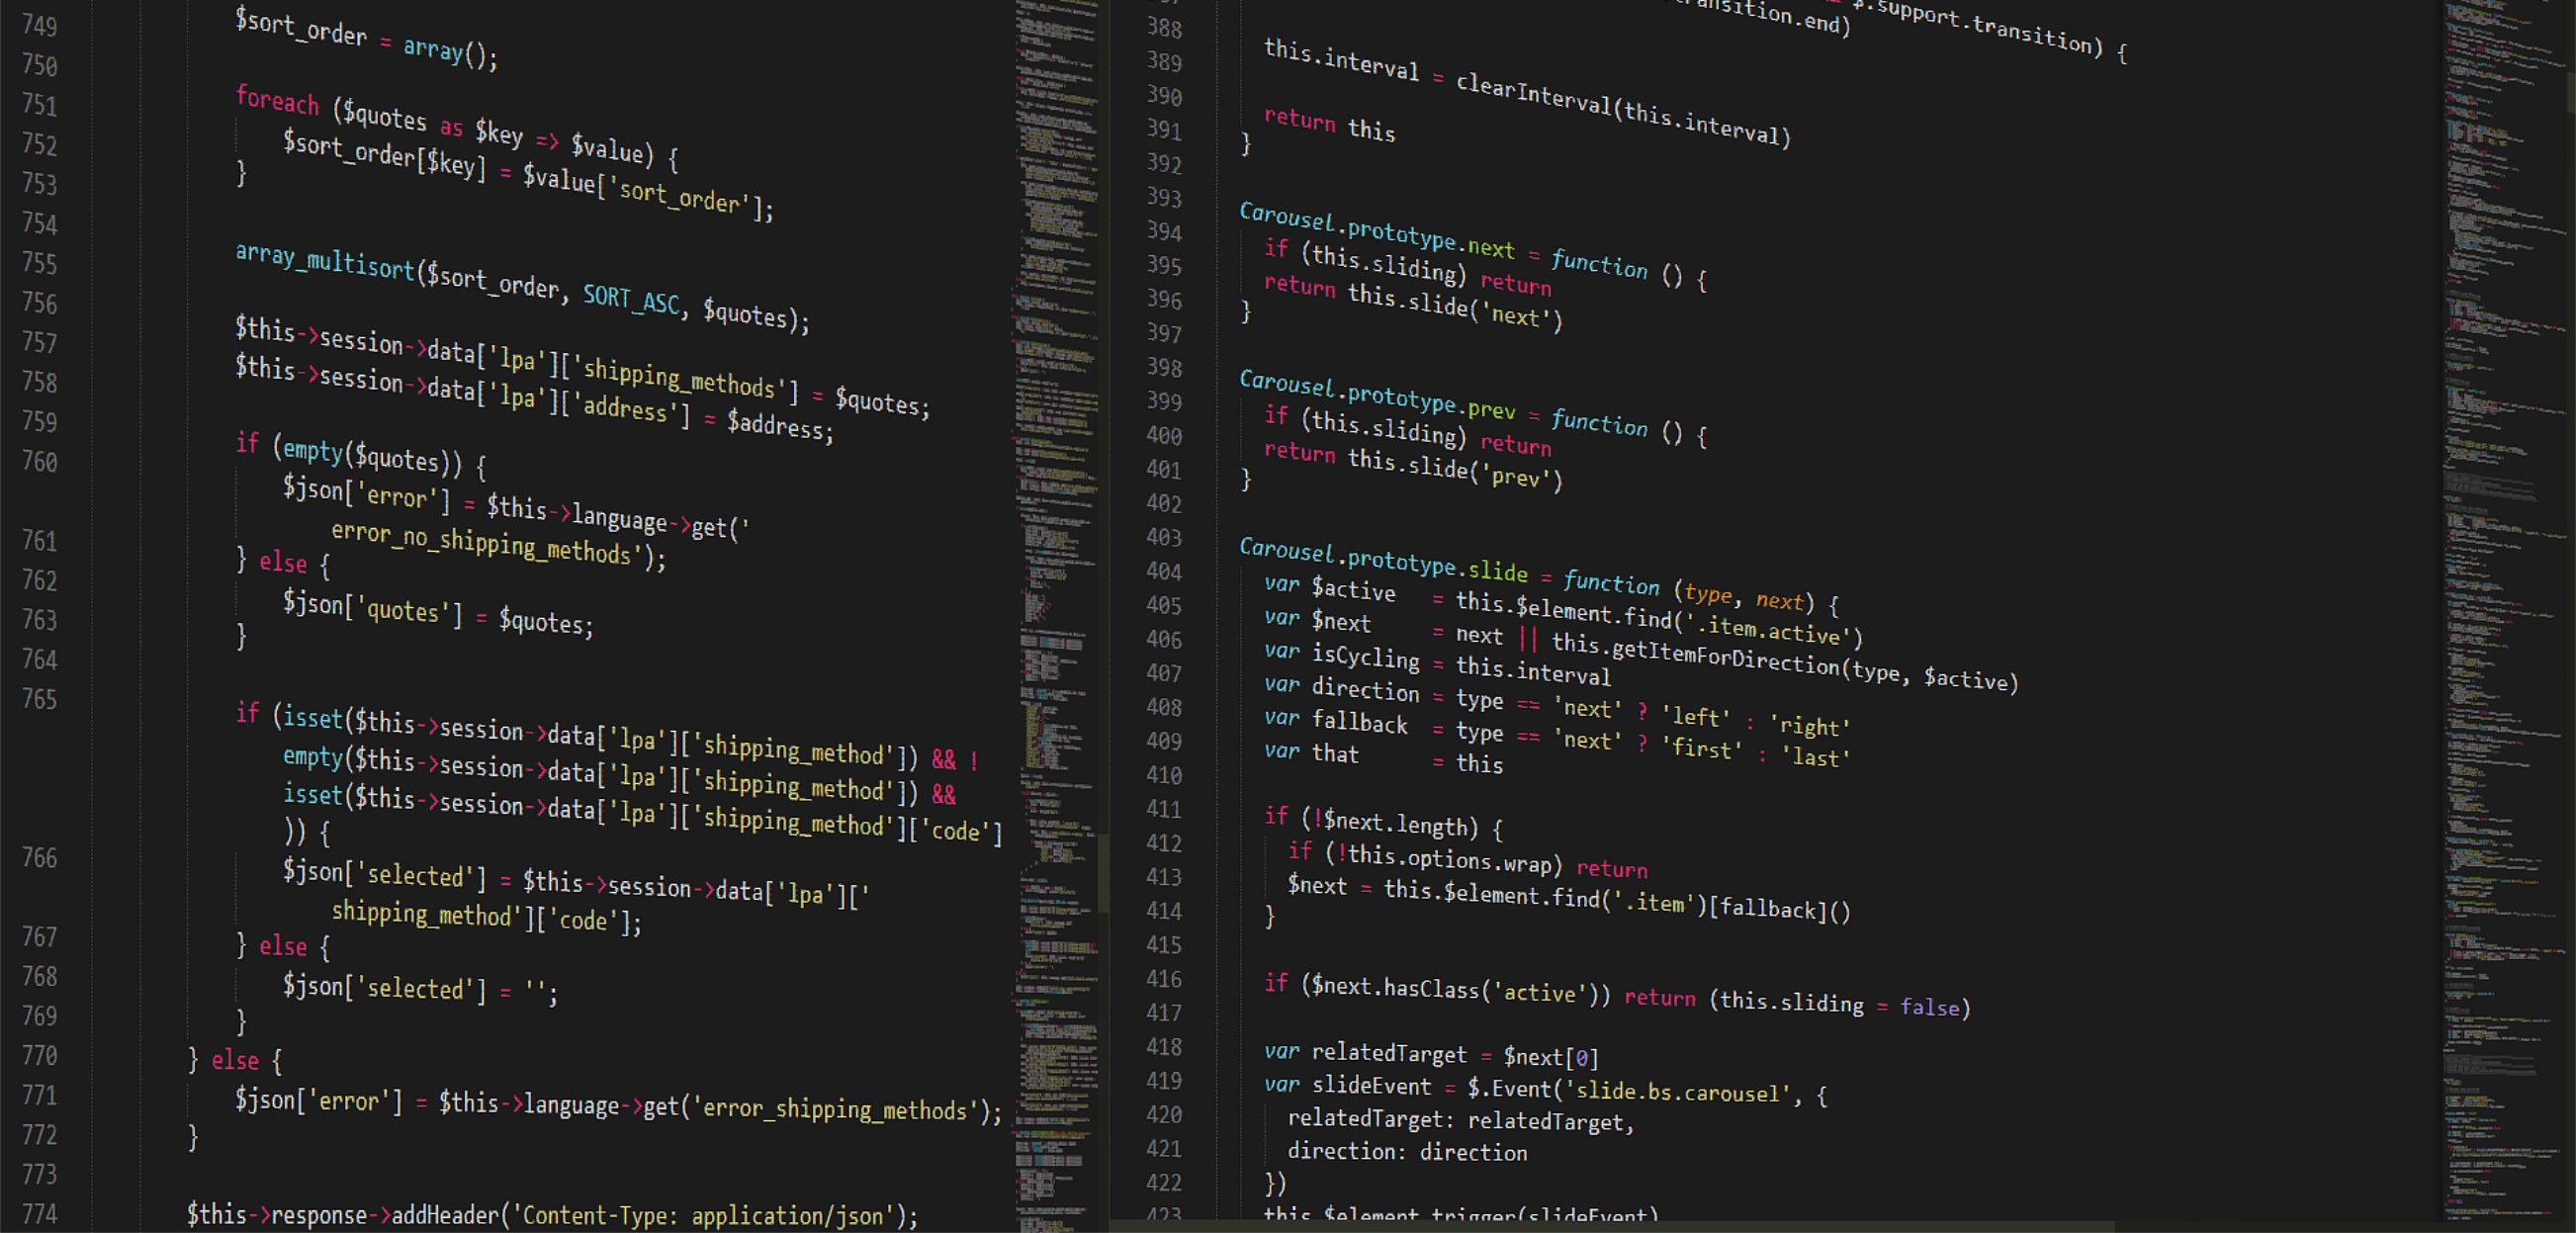 749
750
751
752
753
754
755
756
757
758
759
760
761
762
763
764
765
766
767
768
769
770
771
772
773
774
$sort_order = array();
foreach ($quotes as $key => $value) {
$sort_order[$key] = $value['sort_order'];
}
array_multisort($sort_order, SORT_ASC, $quotes);
$this->session->data['lpa']['shipping_methods'] = $quotes;
$this->session->data['lpa']['address'] = $address;
if (empty($quotes)) {
$json['error'] = $this->language->get('
error_no_shipping_methods');
} else {
$json['quotes'] = $quotes;
}
if (isset($this->session->data['lpa']['shipping_method']) && !
empty($this->session->data['lpa']['shipping_method']) &&
isset($this->session->data['lpa']['shipping_method']['code']
)) {
$json['selected'] = $this->session->data['lpa']['
shipping_method']['code'];
} else {
$json['selected'] = '';
}
} else {
$json['error'] = $this->language->get('error_shipping_methods');
}
$this->response->addHeader('Content-Type: application/json');
388
389
390
391
392
393
394
395
396
397
398
399
400
401
402
403
404
405
406
407
408
409
410
411
412
413
414
415
416
417
418
419
420
421
422
423
$.support.transition) {
transition.end)
this.interval = clearInterval(this.interval)
return this
}
Carousel.prototype.next = function () {
if (this.sliding) return
return this.slide('next')
}
Carousel.prototype.prev = function () {
if (this.sliding) return
return this.slide('prev')
}
Carousel.prototype.slide = function (type, next) {
var $active = this.$element.find('.item.active')
var $next = next || this.getItemForDirection(type, $active)
var isCycling = this.interval
var direction = type == 'next' ? 'left' : 'right'
var fallback = type == 'next' ? 'first' : 'last'
var that = this
if (!$next.length) {
if (!this.options.wrap) return
$next = this.$element.find('.item')[fallback]()
}
if ($next.hasClass('active')) return (this.sliding = false)
var relatedTarget = $next[0]
var slideEvent = $.Event('slide.bs.carousel', {
relatedTarget: relatedTarget,
direction: direction
})
this.$element.trigger(slideEvent)